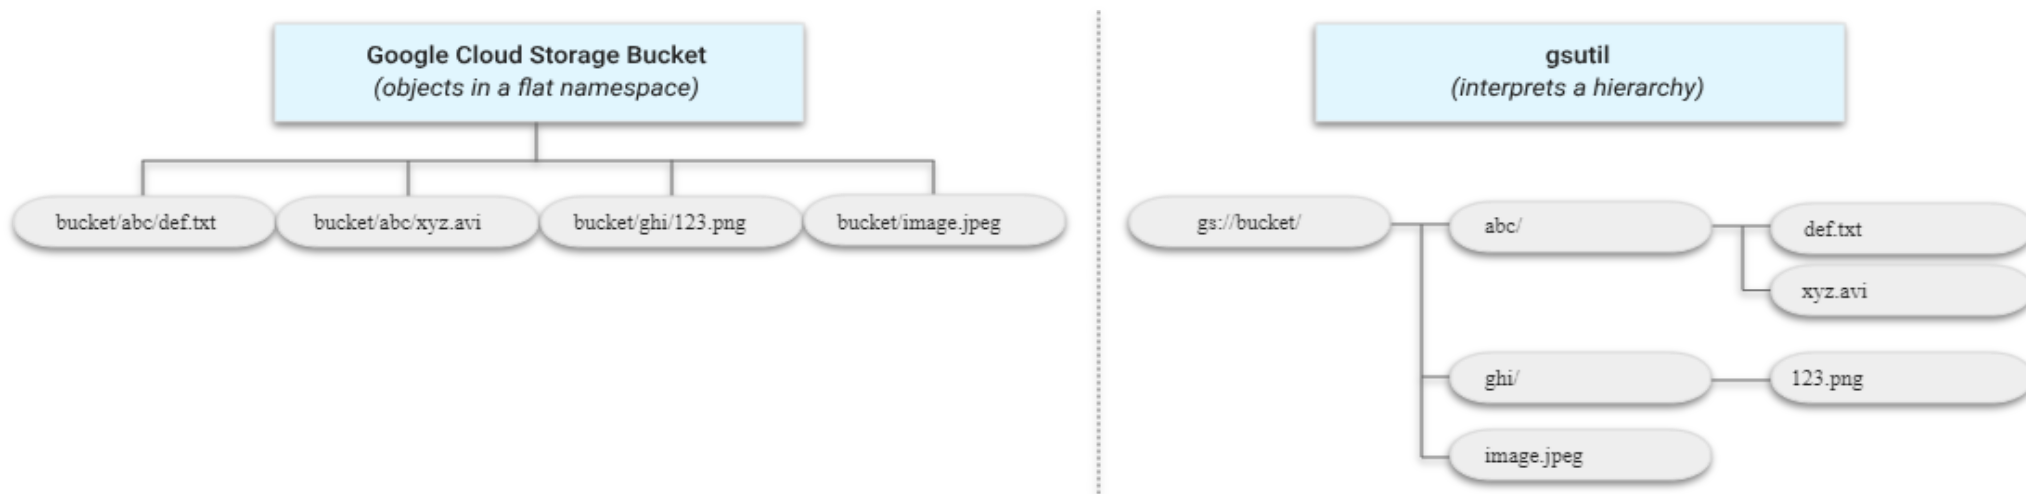 Google Cloud Storage Bucket
(objects in a flat namespace)
bucket/abc/def.txt
bucket/abc/xyz.avi
bucket/ghi/123.png
bucket/image.jpeg
gsutil
(interprets a hierarchy)
gs://bucket/
abc/
def.txt
xyz.avi
ghi/
123.png
image.jpeg